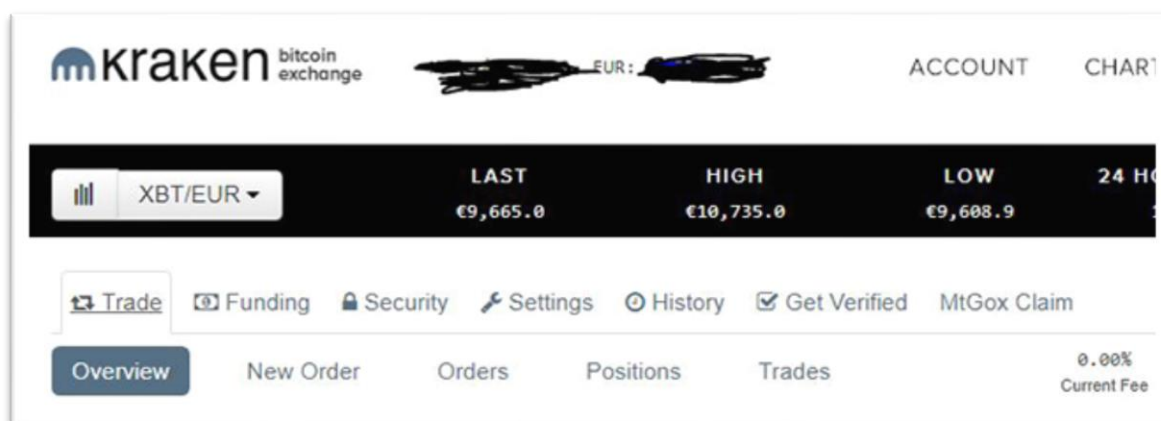 kraken bitcoin exchange
EUR:
ACCOUNT
XBT/EUR
LAST HIGH LOW
€9,665.0 €10,735.0 €9,608.9
Trade Funding Security Settings History Get Verified MtGox Claim
Overview New Order Orders Positions Trades
0.00%
Current Fee